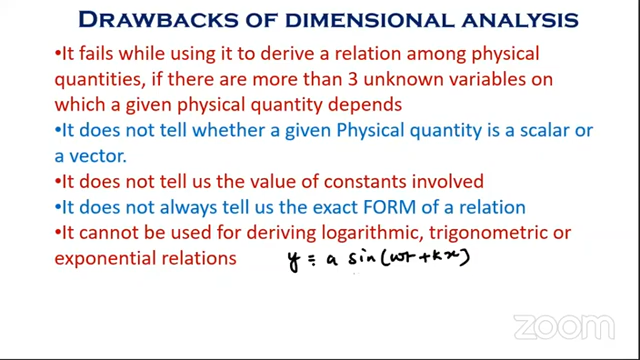 DRAWBACKS OF DIMENSIONAL ANALYSIS
•It fails while using it to derive a relation among physical
quantities, if there are more than 3 unknown variables on
which a given physical quantity depends
•It does not tell whether a given Physical quantity is a scalar or
a vector.
•It does not tell us the value of constants involved
•It does not always tell us the exact FORM of a relation
•It cannot be used for deriving logarithmic, trigonometric or
exponential relations y = a sin(ωt + kx)
zoom